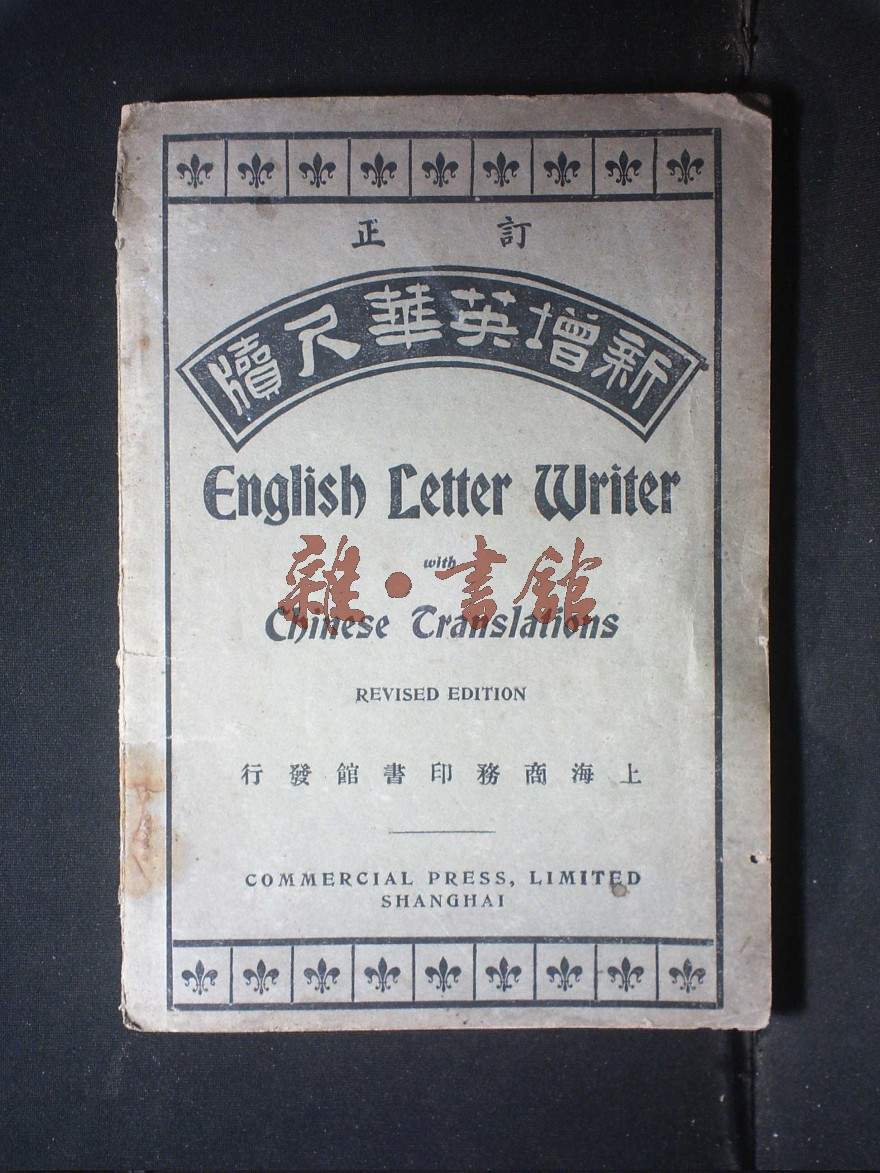 訂正
新增英華尺牘
English Letter Writer
with
雜·書館
Chinese Translations
REVISED EDITION
上海商務印書館發行
COMMERCIAL PRESS, LIMITED
SHANGHAI